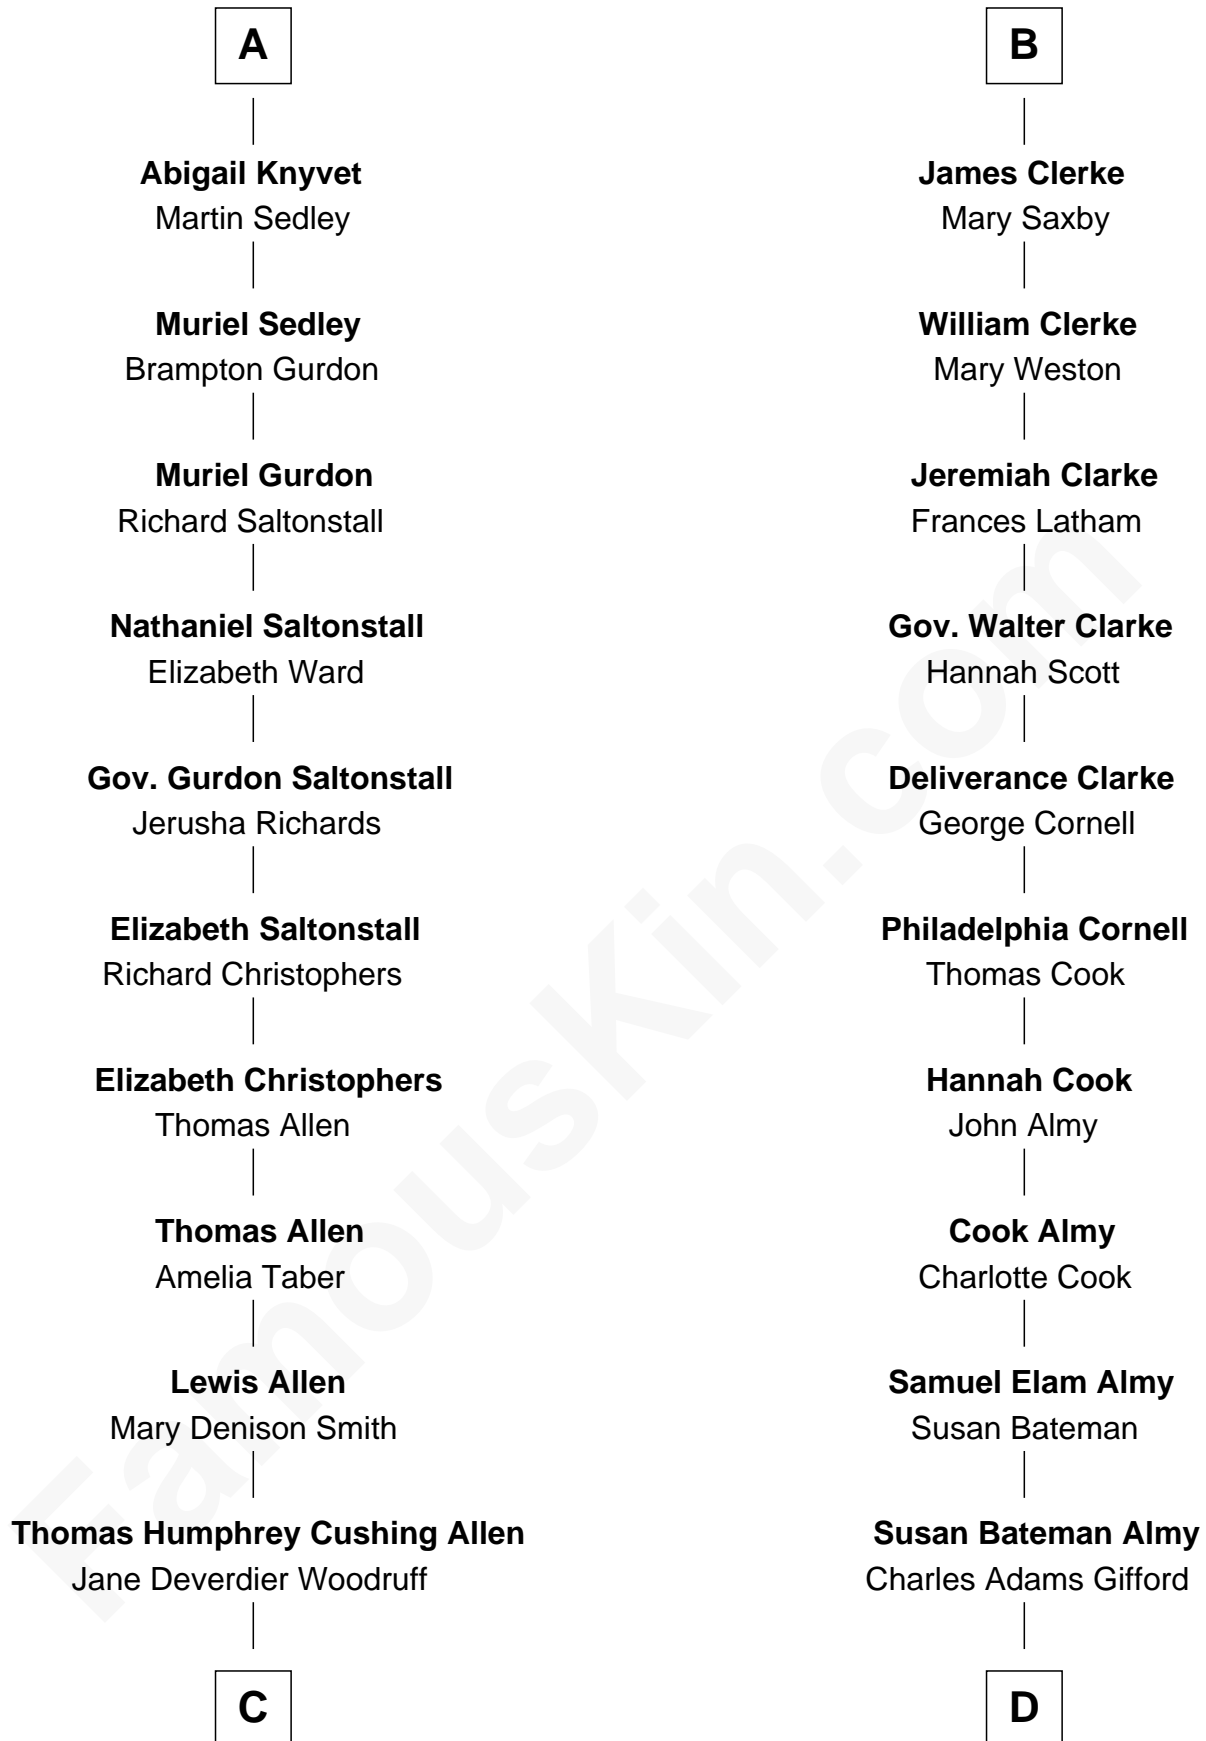 A
Abigail Knyvet
Martin Sedley
Muriel Sedley
Brampton Gurdon
Muriel Gurdon
Richard Saltonstall
Nathaniel Saltonstall
Elizabeth Ward
Gov. Gurdon Saltonstall
Jerusha Richards
Elizabeth Saltonstall
Richard Christophers
Elizabeth Christophers
Thomas Allen
Thomas Allen
Amelia Taber
Lewis Allen
Mary Denison Smith
Thomas Humphrey Cushing Allen
Jane Deverdier Woodruff
C
B
James Clerke
Mary Saxby
William Clerke
Mary Weston
Jeremiah Clarke
Frances Latham
Gov. Walter Clarke
Hannah Scott
Deliverance Clarke
George Cornell
Philadelphia Cornell
Thomas Cook
Hannah Cook
John Almy
Cook Almy
Charlotte Cook
Samuel Elam Almy
Susan Bateman
Susan Bateman Almy
Charles Adams Gifford
D
FamousKin.com